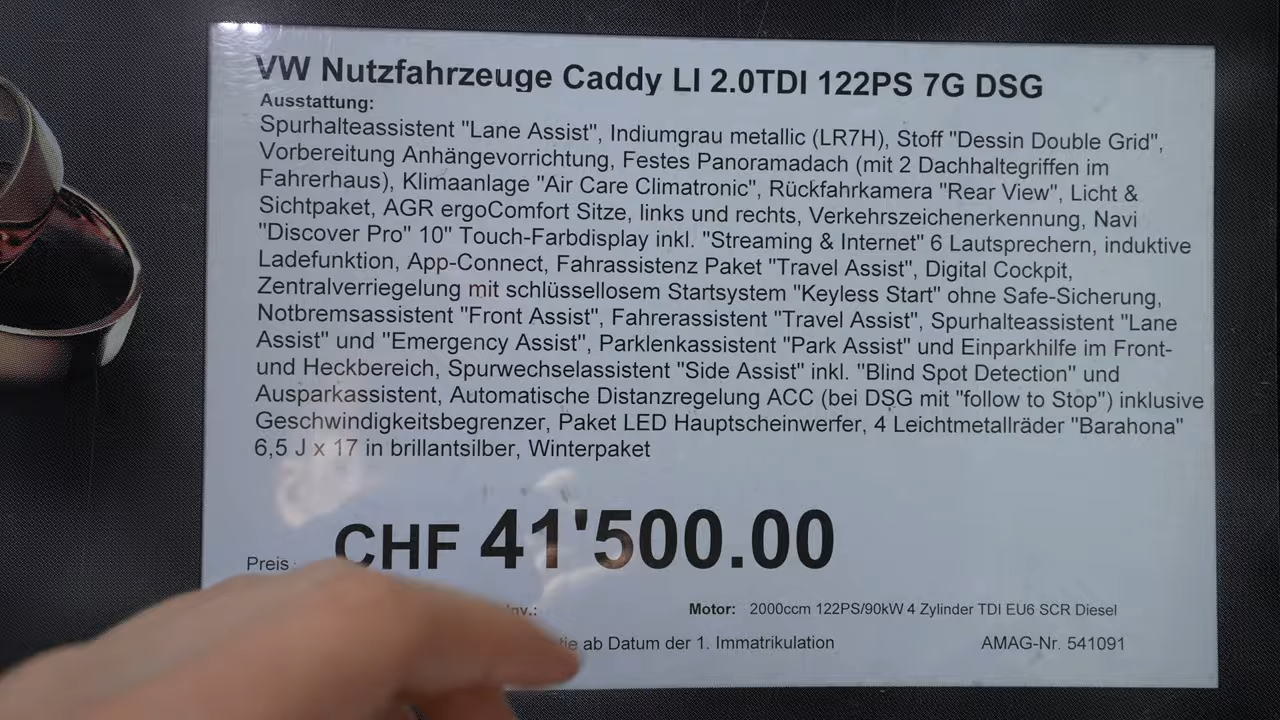 VW Nutzfahrzeuge Caddy LI 2.0TDI 122PS 7G DSG
Ausstattung:
Spurhalteassistent "Lane Assist", Indiumgrau metallic (LR7H), Stoff "Dessin Double Grid",
Vorbereitung Anhängevorrichtung, Festes Panoramadach (mit 2 Dachhaltegriffen im
Fahrerhaus), Klimaanlage "Air Care Climatronic", Rückfahrkamera "Rear View", Licht &
Sichtpaket, AGR ergoComfort Sitze, links und rechts, Verkehrszeichenerkennung, Navi
"Discover Pro" 10" Touch-Farbdisplay inkl. "Streaming & Internet" 6 Lautsprechern, induktive
Ladefunktion, App-Connect, Fahrassistenz Paket "Travel Assist", Digital Cockpit,
Zentralverriegelung mit schlüssellosem Startsystem "Keyless Start" ohne Safe-Sicherung,
Notbremsassistent "Front Assist", Fahrerassistent "Travel Assist", Spurhalteassistent "Lane
Assist" und "Emergency Assist", Parklenkassistent "Park Assist" und Einparkhilfe im Front-
und Heckbereich, Spurwechselassistent "Side Assist" inkl. "Blind Spot Detection" und
Ausparkassistent, Automatische Distanzregelung ACC (bei DSG mit "follow to Stop") inklusive
Geschwindigkeitsbegrenzer, Paket LED Hauptscheinwerfer, 4 Leichtmetallräder "Barahona"
6,5 J x 17 in brillantsilber, Winterpaket
Preis: CHF 41'500.00
Motor: 2000ccm 122PS/90kW 4 Zylinder TDI EU6 SCR Diesel
ab Datum der 1. Immatrikulation AMAG-Nr. 541091